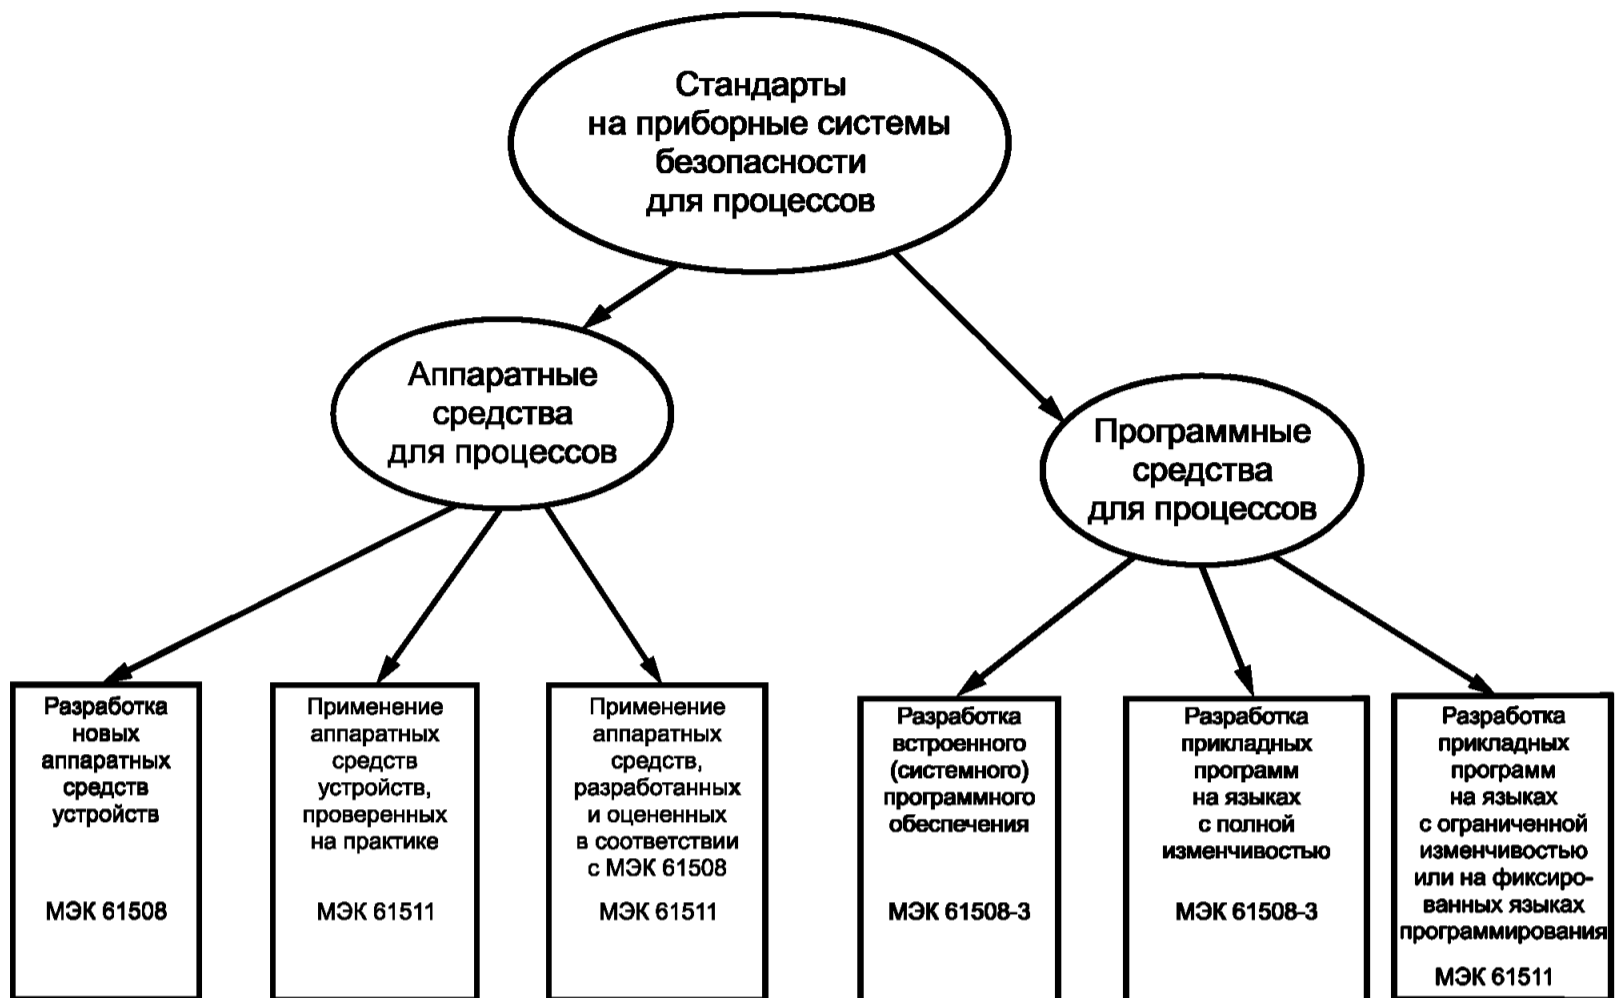 Стандарты
на приборные системы
безопасности
для процессов
Аппаратные
средства
для процессов
Программные
средства
для процессов
Разработка
новых
аппаратных
средств
устройств
МЭК 61508
Применение
аппаратных
средств
устройств,
проверенных
на практике
МЭК 61511
Применение
аппаратных
средств,
разработанных
и оцененных
в соответствии
с МЭК 61508
МЭК 61511
Разработка
встроенного
(системного)
программного
обеспечения
МЭК 61508-3
Разработка
прикладных
программ
на языках
с полной
изменчивостью
МЭК 61508-3
Разработка
прикладных
программ
на языках
с ограниченной
изменчивостью
или на фиксиро-
ванных языках
программирования
МЭК 61511